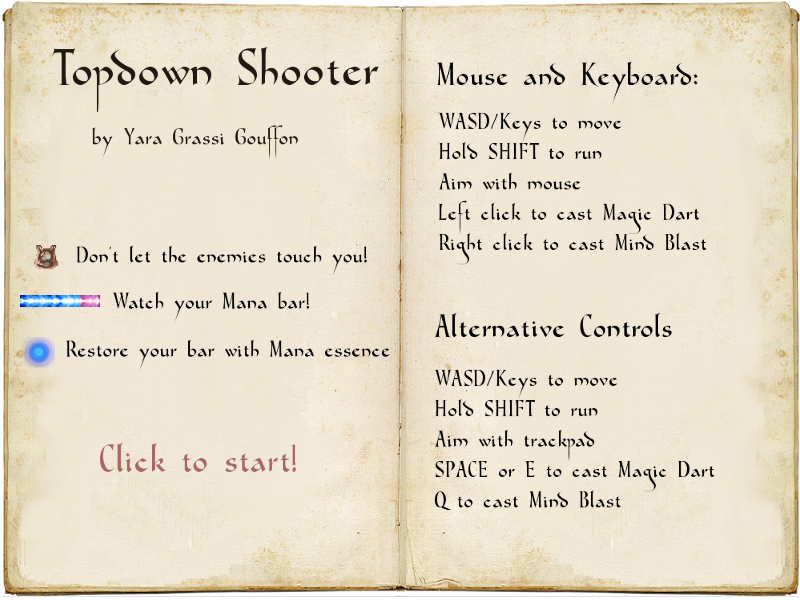 Topdown Shooter
by Yara Grassi Gouffon
Don't let the enemies touch you!
Watch your Mana bar!
Restore your bar with Mana essence
Click to start!
Mouse and Keyboard:
WASD/Keys to move
Hold SHIFT to run
Aim with mouse
Left click to cast Magic Dart
Right click to cast Mind Blast
Alternative Controls
WASD/Keys to move
Hold SHIFT to run
Aim with trackpad
SPACE or E to cast Magic Dart
Q to cast Mind Blast